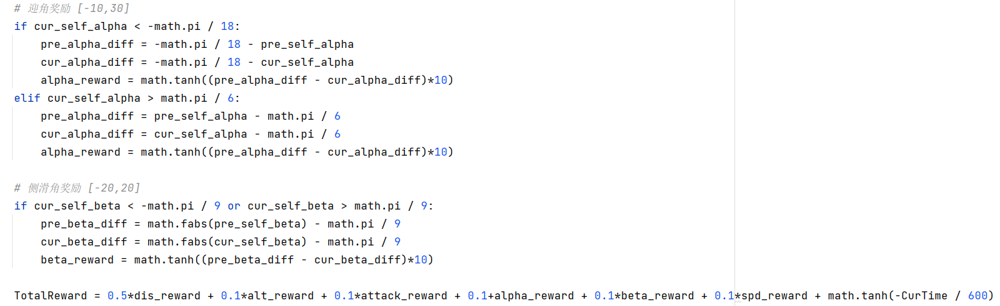 # 迎角奖励 [-10,30]
if cur_self_alpha < -math.pi / 18:
    pre_alpha_diff = -math.pi / 18 - pre_self_alpha
    cur_alpha_diff = -math.pi / 18 - cur_self_alpha
    alpha_reward = math.tanh((pre_alpha_diff - cur_alpha_diff)*10)
elif cur_self_alpha > math.pi / 6:
    pre_alpha_diff = pre_self_alpha - math.pi / 6
    cur_alpha_diff = cur_self_alpha - math.pi / 6
    alpha_reward = math.tanh((pre_alpha_diff - cur_alpha_diff)*10)
# 侧滑角奖励 [-20,20]
if cur_self_beta < -math.pi / 9 or cur_self_beta > math.pi / 9:
    pre_beta_diff = math.fabs(pre_self_beta) - math.pi / 9
    cur_beta_diff = math.fabs(cur_self_beta) - math.pi / 9
    beta_reward = math.tanh((pre_beta_diff - cur_beta_diff)*10)
TotalReward = 0.5*dis_reward + 0.1*alt_reward + 0.1*attack_reward + 0.1+alpha_reward + 0.1*beta_reward + 0.1*spd_reward + math.tanh(-CurTime / 600)